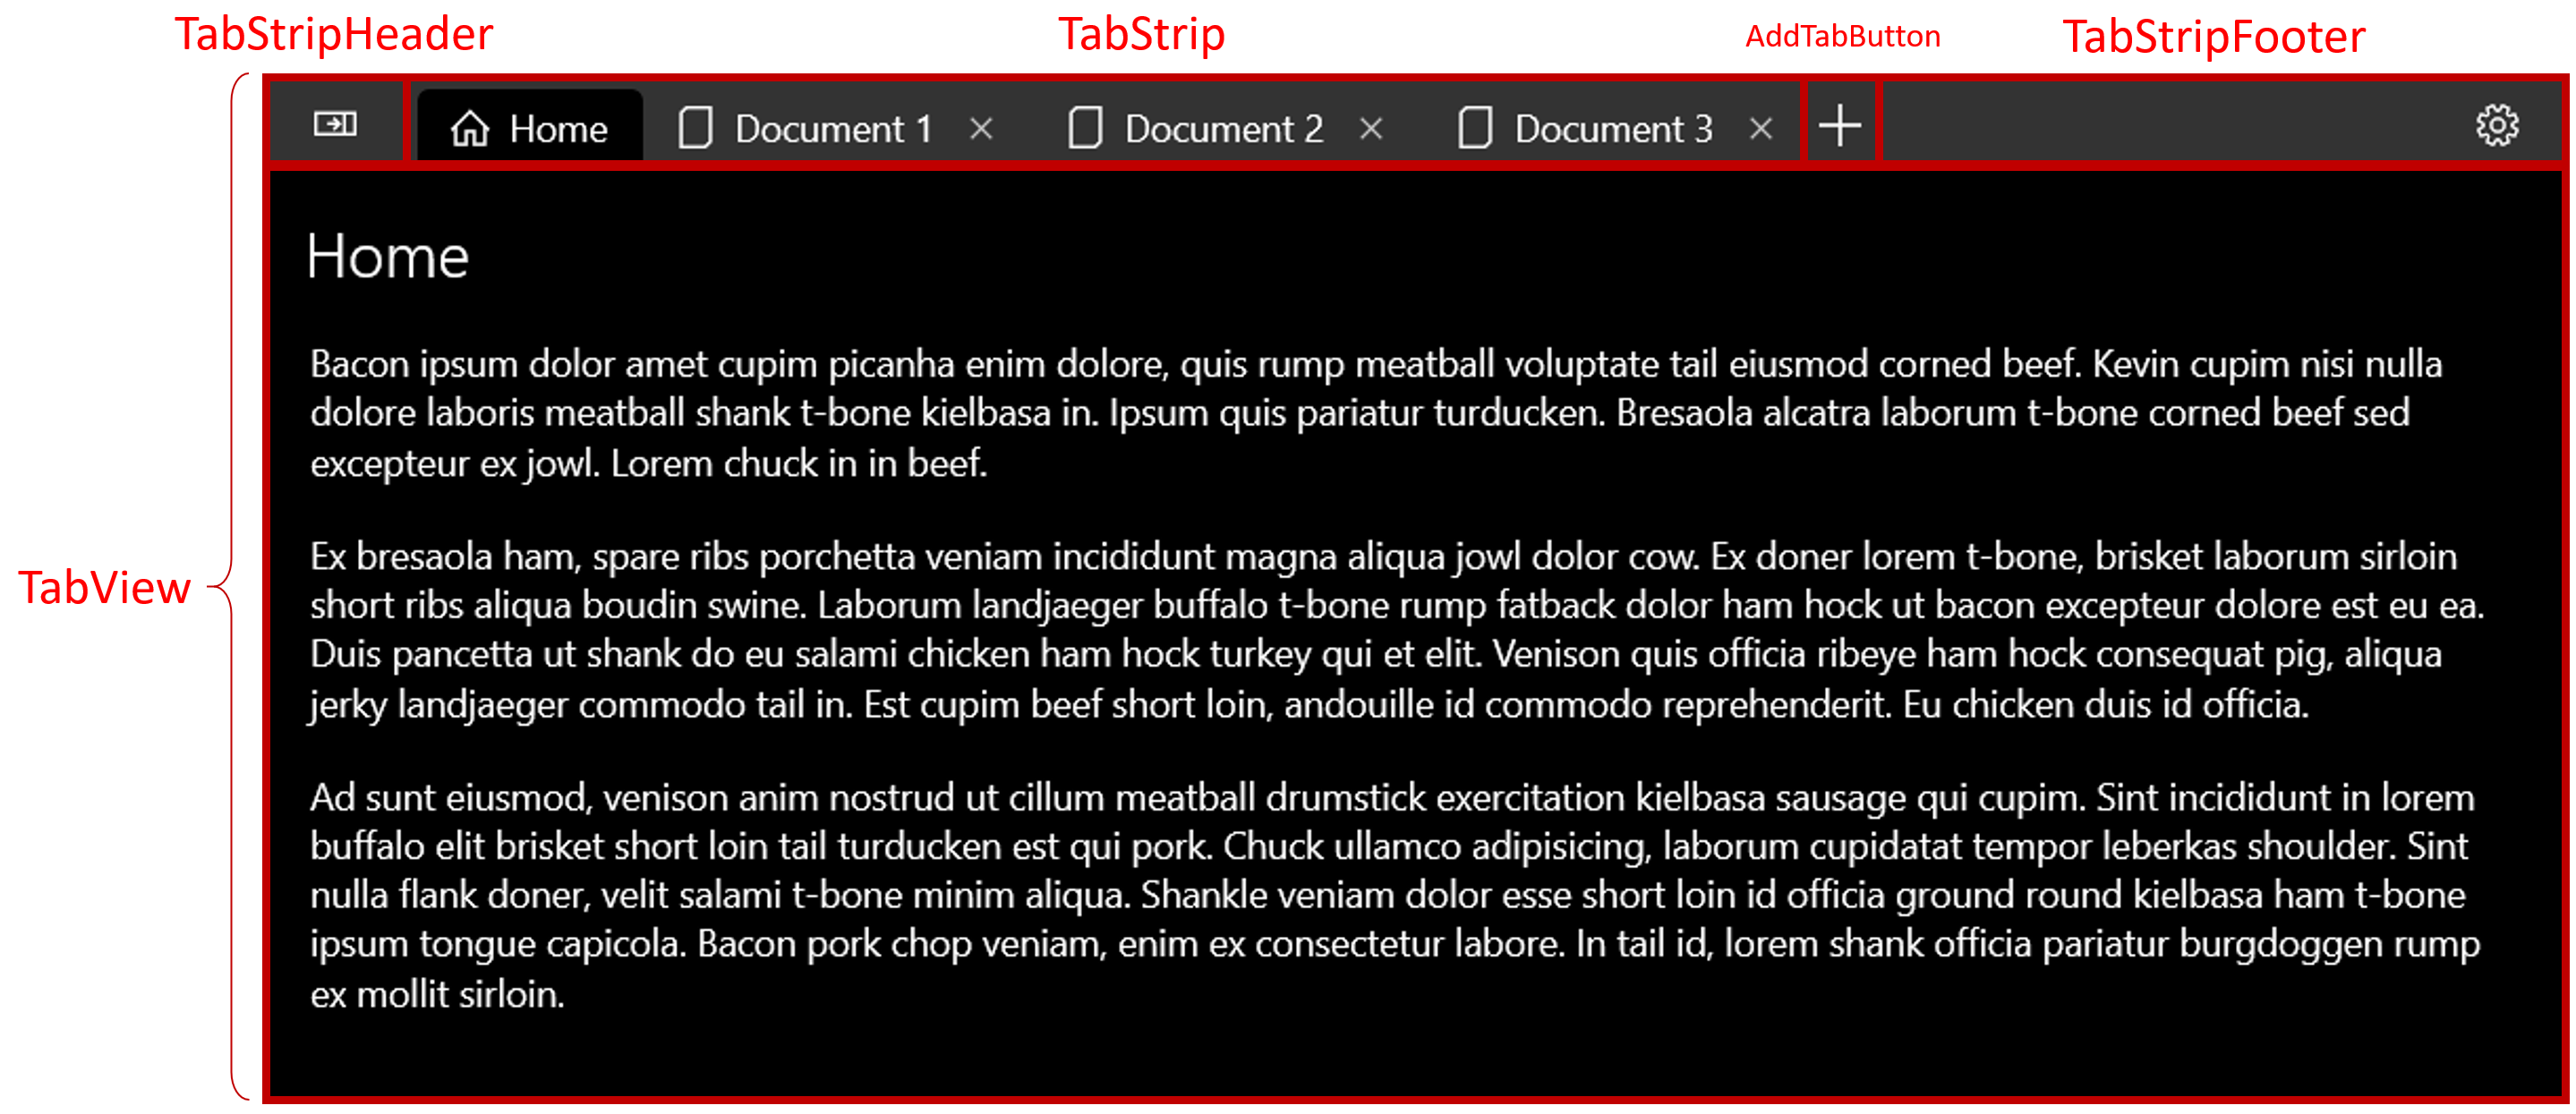 TabStripHeader
TabStrip
AddTabButton
TabStripFooter
Home
Document 1
Document 2
Document 3
TabView
Home
Bacon ipsum dolor amet cupim picanha enim dolore, quis rump meatball voluptate tail eiusmod corned beef. Kevin cupim nisi nulla
dolore laboris meatball shank t-bone kielbasa in. Ipsum quis pariatur turducken. Bresaola alcatra laborum t-bone corned beef sed
excepteur ex jowl. Lorem chuck in in beef.
Ex bresaola ham, spare ribs porchetta veniam incididunt magna aliqua jowl dolor cow. Ex doner lorem t-bone, brisket laborum sirloin
short ribs aliqua boudin swine. Laborum landjaeger buffalo t-bone rump fatback dolor ham hock ut bacon excepteur dolore est eu ea.
Duis pancetta ut shank do eu salami chicken ham hock turkey qui et elit. Venison quis officia ribeye ham hock consequat pig, aliqua
jerky landjaeger commodo tail in. Est cupim beef short loin, andouille id commodo reprehenderit. Eu chicken duis id officia.
Ad sunt eiusmod, venison anim nostrud ut cillum meatball drumstick exercitation kielbasa sausage qui cupim. Sint incididunt in lorem
buffalo elit brisket short loin tail turducken est qui pork. Chuck ullamco adipisicing, laborum cupidatat tempor leberkas shoulder. Sint
nulla flank doner, velit salami t-bone minim aliqua. Shankle veniam dolor esse short loin id officia ground round kielbasa ham t-bone
ipsum tongue capicola. Bacon pork chop veniam, enim ex consectetur labore. In tail id, lorem shank officia pariatur burgdoggen rump
ex mollit sirloin.